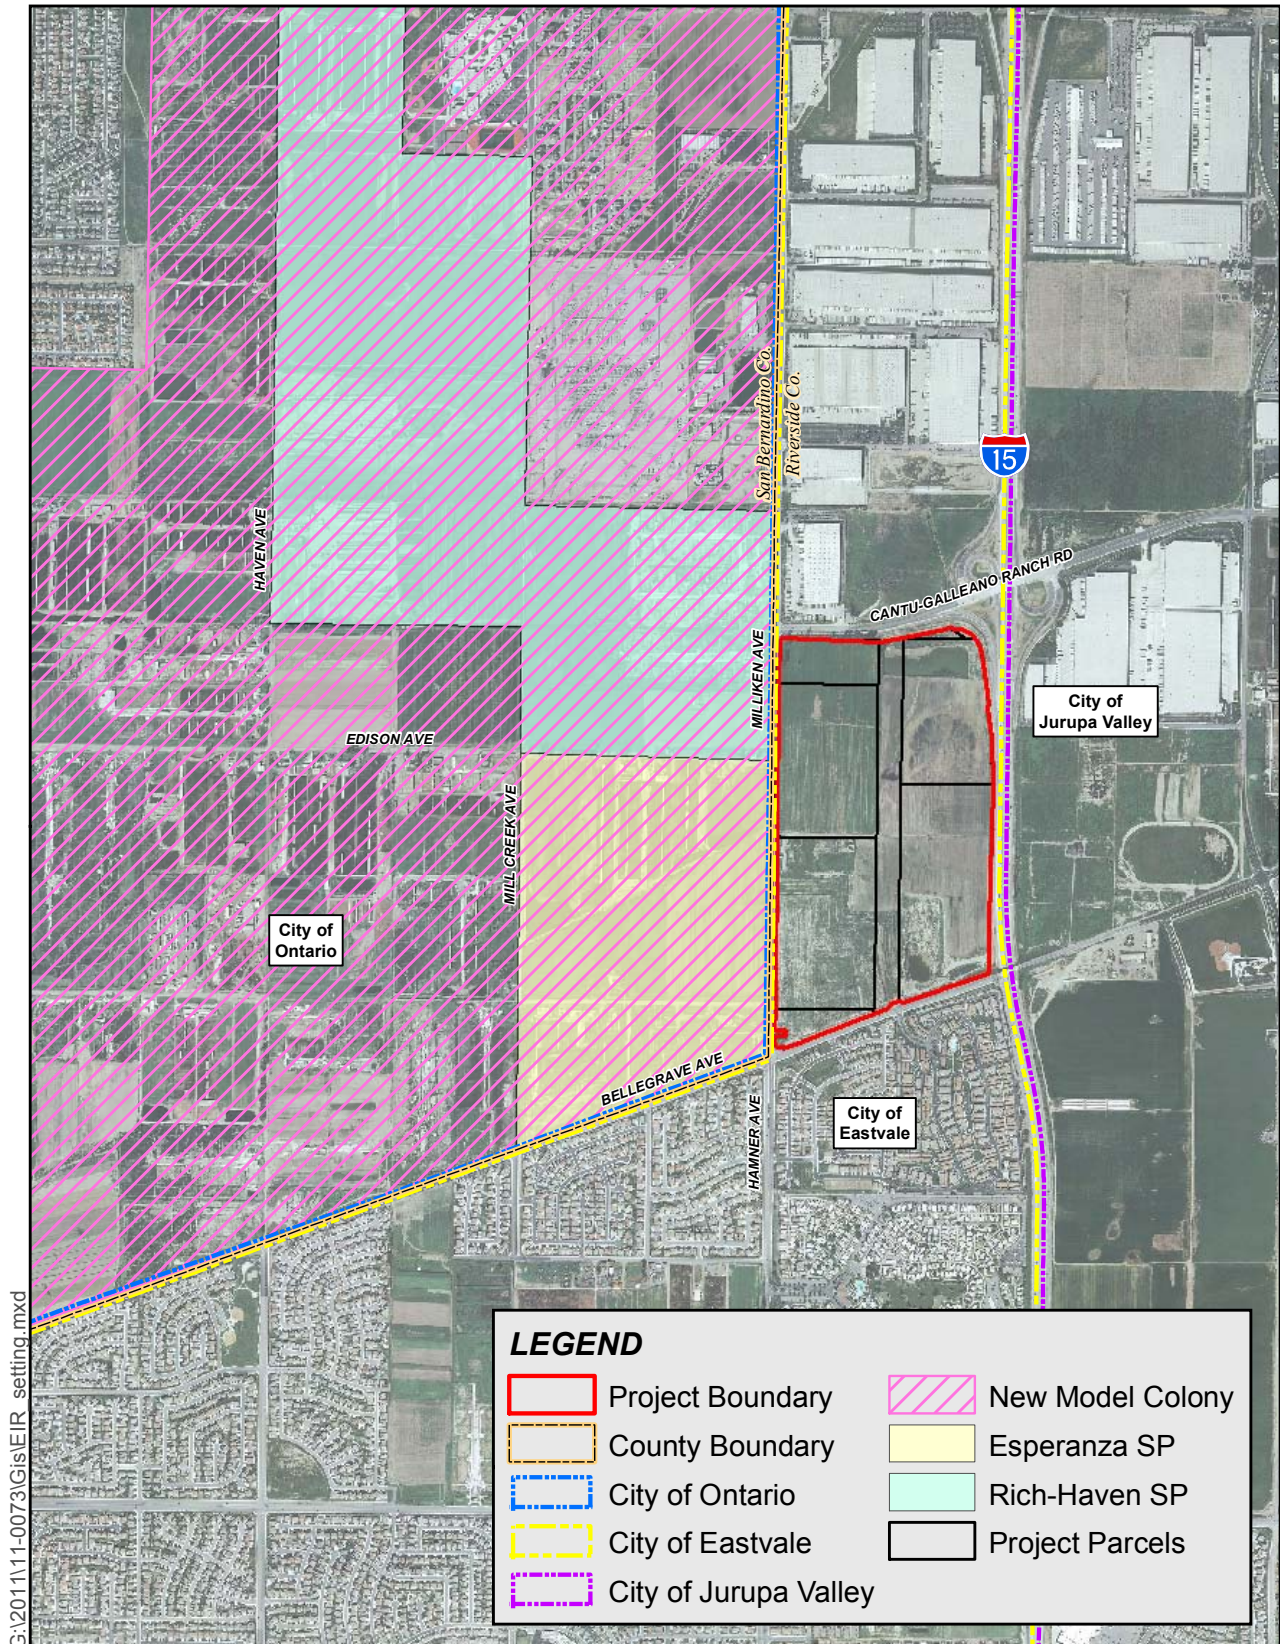 San Bernardino Co.
Riverside Co.
15
HAVEN AVE
CANTU-GALLEANO RANCH RD
MILLIKEN AVE
City of
Jurupa Valley
EDISON AVE
MILL CREEK AVE
City of
Ontario
BELLEGRAVE AVE
HAMNER AVE
City of
Eastvale
G:\2011\11-0073\Gis\EIR_setting.mxd
LEGEND
Project Boundary
County Boundary
City of Ontario
City of Eastvale
City of Jurupa Valley
New Model Colony
Esperanza SP
Rich-Haven SP
Project Parcels